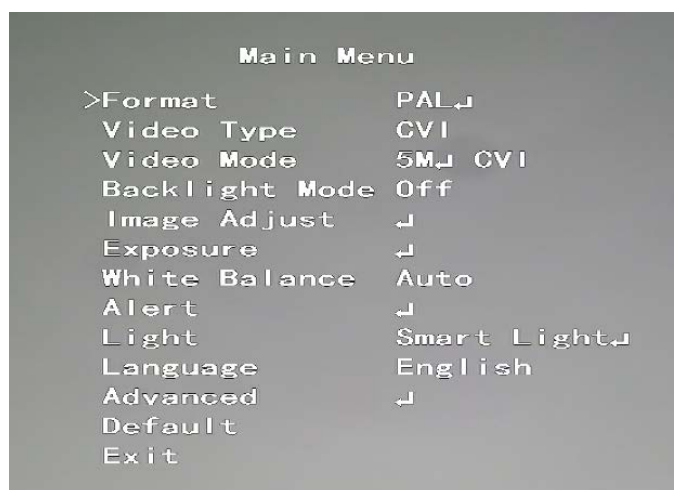 Main Menu
>Format PAL↵
Video Type CVI
Video Mode 5M↵ CVI
Backlight Mode Off
Image Adjust ↵
Exposure ↵
White Balance Auto
Alert ↵
Light Smart Light↵
Language English
Advanced ↵
Default
Exit